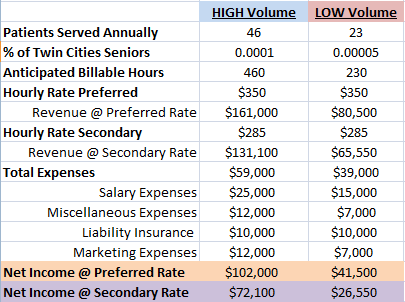 HIGH Volume LOW Volume
Patients Served Annually 46 23
% of Twin Cities Seniors 0.0001 0.00005
Anticipated Billable Hours 460 230
Hourly Rate Preferred $350 $350
Revenue @ Preferred Rate $161,000 $80,500
Hourly Rate Secondary $285 $285
Revenue @ Secondary Rate $131,100 $65,550
Total Expenses $59,000 $39,000
Salary Expenses $25,000 $15,000
Miscellaneous Expenses $12,000 $7,000
Liability Insurance $10,000 $10,000
Marketing Expenses $12,000 $7,000
Net Income @ Preferred Rate $102,000 $41,500
Net Income @ Secondary Rate $72,100 $26,550